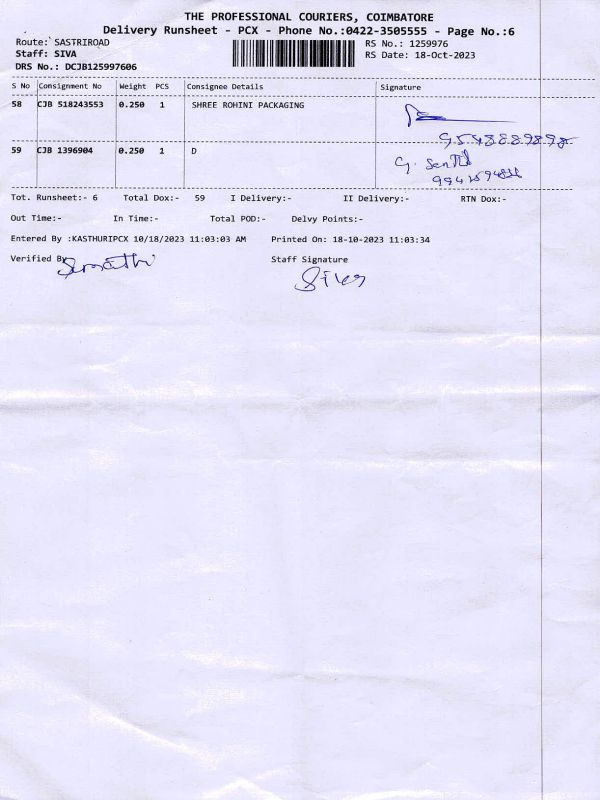 THE PROFESSIONAL COURIERS, COIMBATORE
Delivery Runsheet - PCX - Phone No.:0422-3505555 - Page No.:6
Route: SASTRIROAD RS No.: 1259976
Staff: SIVA RS Date: 18-Oct-2023
DRS No.: DCJB125997606
S No Consignment No Weight PCS Consignee Details Signature
58 CJB 518243553 0.250 1 SHREE ROHINI PACKAGING
59 CJB 1396904 0.250 1 D
G. Senthil
Tot. Runsheet:- 6 Total Dox:- 59 I Delivery:- II Delivery:- RTN Dox:-
Out Time:- In Time:- Total POD:- Delvy Points:-
Entered By :KASTHURIPCX 10/18/2023 11:03:03 AM Printed On: 18-10-2023 11:03:34
Verified By Staff Signature
Sumathi Siva